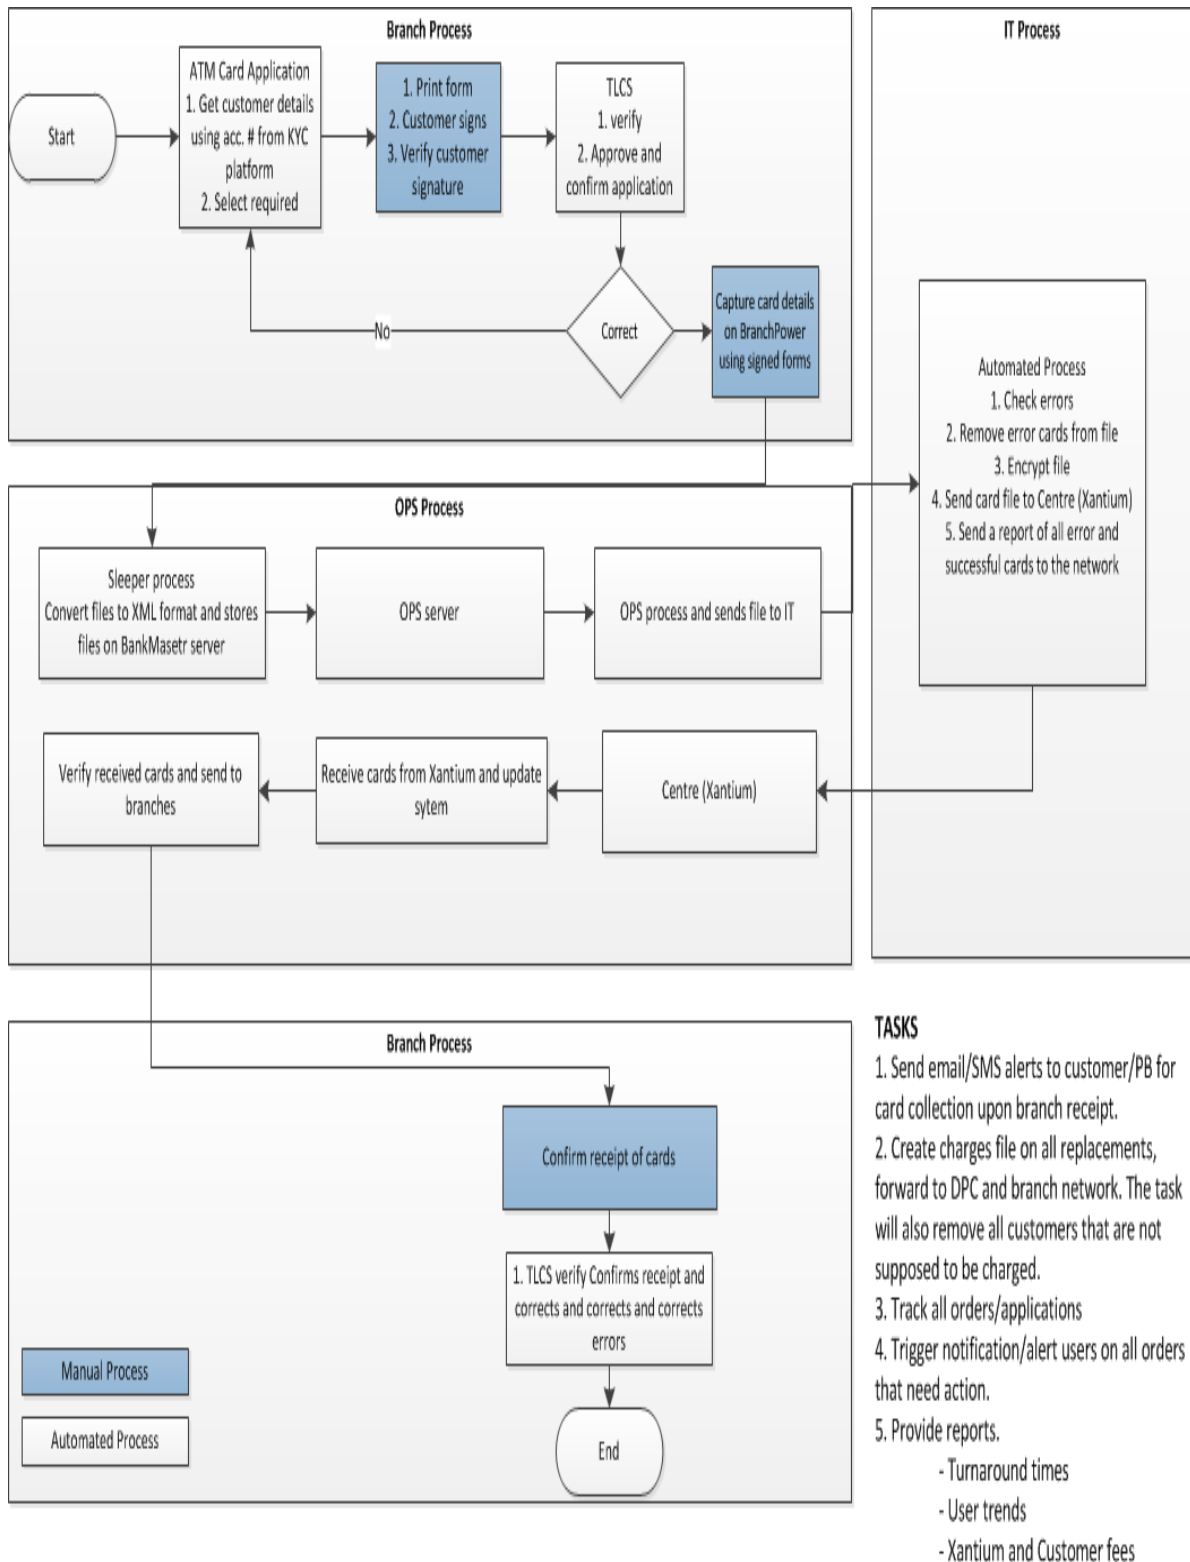 Branch Process
IT Process
Start
ATM Card Application
1. Get customer details
using acc. # from KYC
platform
2. Select required
1. Print form
2. Customer signs
3. Verify customer
signature
TLCS
1. verify
2. Approve and
confirm application
No
Correct
Capture card details
on BranchPower
using signed forms
Automated Process
1. Check errors
2. Remove error cards from file
3. Encrypt file
4. Send card file to Centre (Xantium)
5. Send a report of all error and
successful cards to the network
OPS Process
Sleeper process
Convert files to XML format and stores
files on BankMasetr server
OPS server
OPS process and sends file to IT
Verify received cards and send to
branches
Receive cards from Xantium and update
sytem
Centre (Xantium)
Branch Process
Confirm receipt of cards
1. TLCS verify Confirms receipt and
corrects and corrects and corrects
errors
End
Manual Process
Automated Process
TASKS
1. Send email/SMS alerts to customer/PB for
card collection upon branch receipt.
2. Create charges file on all replacements,
forward to DPC and branch network. The task
will also remove all customers that are not
supposed to be charged.
3. Track all orders/applications
4. Trigger notification/alert users on all orders
that need action.
5. Provide reports.
- Turnaround times
- User trends
- Xantium and Customer fees